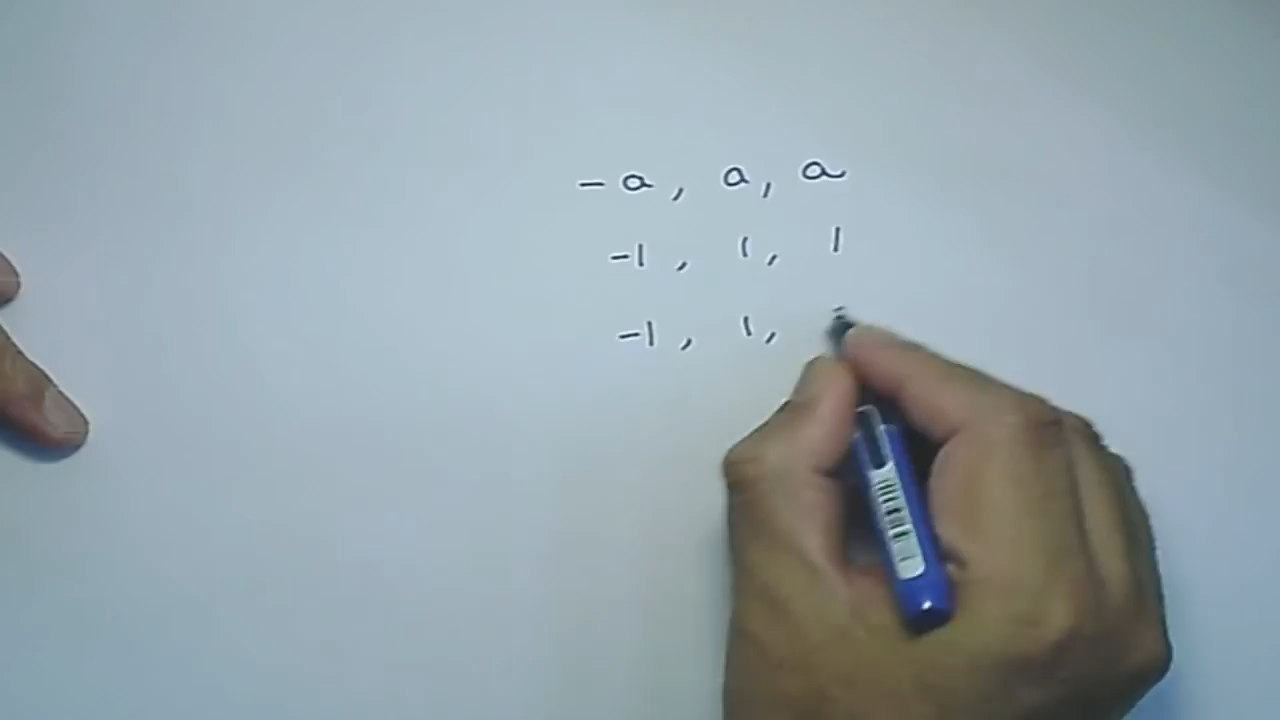 -a, a, a
-1, 1, 1
-1, 1,